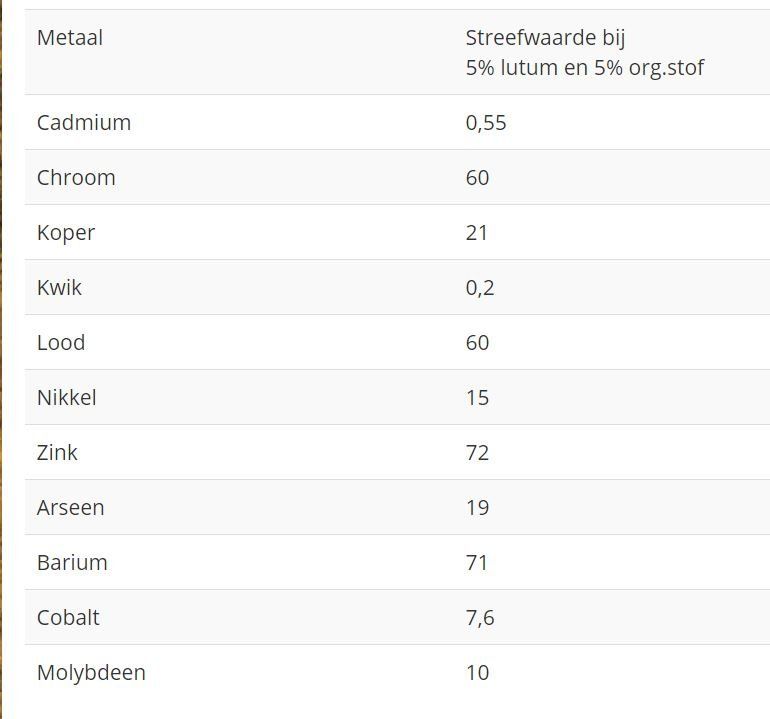 Metaal Streefwaarde bij
5% lutum en 5% org.stof
Cadmium 0,55
Chroom 60
Koper 21
Kwik 0,2
Lood 60
Nikkel 15
Zink 72
Arseen 19
Barium 71
Cobalt 7,6
Molybdeen 10